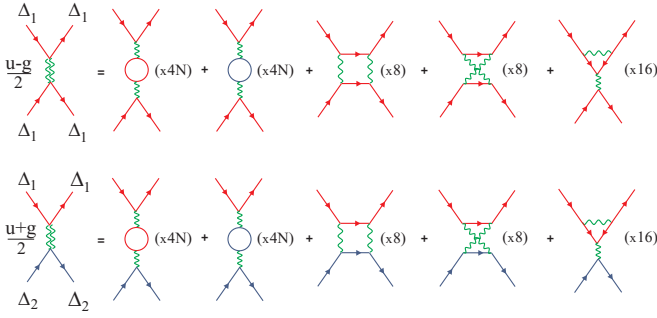 Δ₁ Δ₁
u-g
2
= (x4N) + (x4N) + (x8) + (x8) + (x16)
Δ₁ Δ₁
Δ₁ Δ₁
u+g
2
= (x4N) + (x4N) + (x8) + (x8) + (x16)
Δ₂ Δ₂